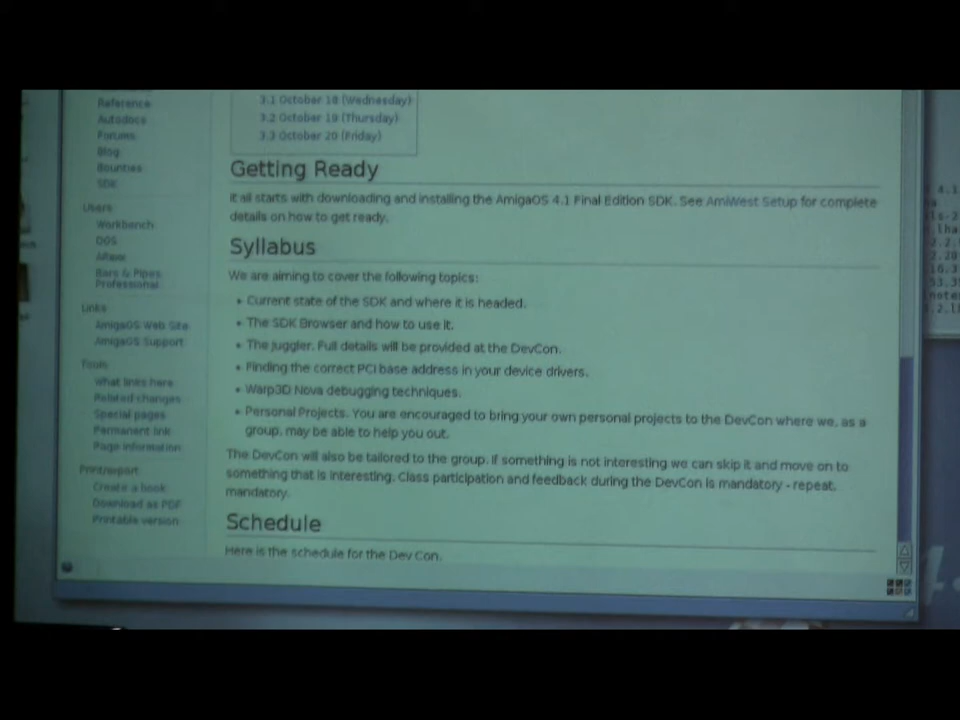 Reference
Autodocs
Forums
Blog
Bounties
SDK
Users
Workbench
DOS
ARexx
Bars & Pipes
Professional
Links
AmigaOS Web Site
AmigaOS Support
Tools
What links here
Related changes
Special pages
Permanent link
Page information
Print/export
Create a book
Download as PDF
Printable version
3.1 October 18 (Wednesday)
3.2 October 19 (Thursday)
3.3 October 20 (Friday)
Getting Ready
It all starts with downloading and installing the AmigaOS 4.1 Final Edition SDK. See AmiWest Setup for complete
details on how to get ready.
Syllabus
We are aiming to cover the following topics:
• Current state of the SDK and where it is headed.
• The SDK Browser and how to use it.
• The Juggler. Full details will be provided at the DevCon.
• Finding the correct PCI base address in your device drivers.
• Warp3D Nova debugging techniques.
• Personal Projects. You are encouraged to bring your own personal projects to the DevCon where we, as a
group, may be able to help you out.
The DevCon will also be tailored to the group. If something is not interesting we can skip it and move on to
something that is interesting. Class participation and feedback during the DevCon is mandatory - repeat,
mandatory.
Schedule
Here is the schedule for the Dev Con.